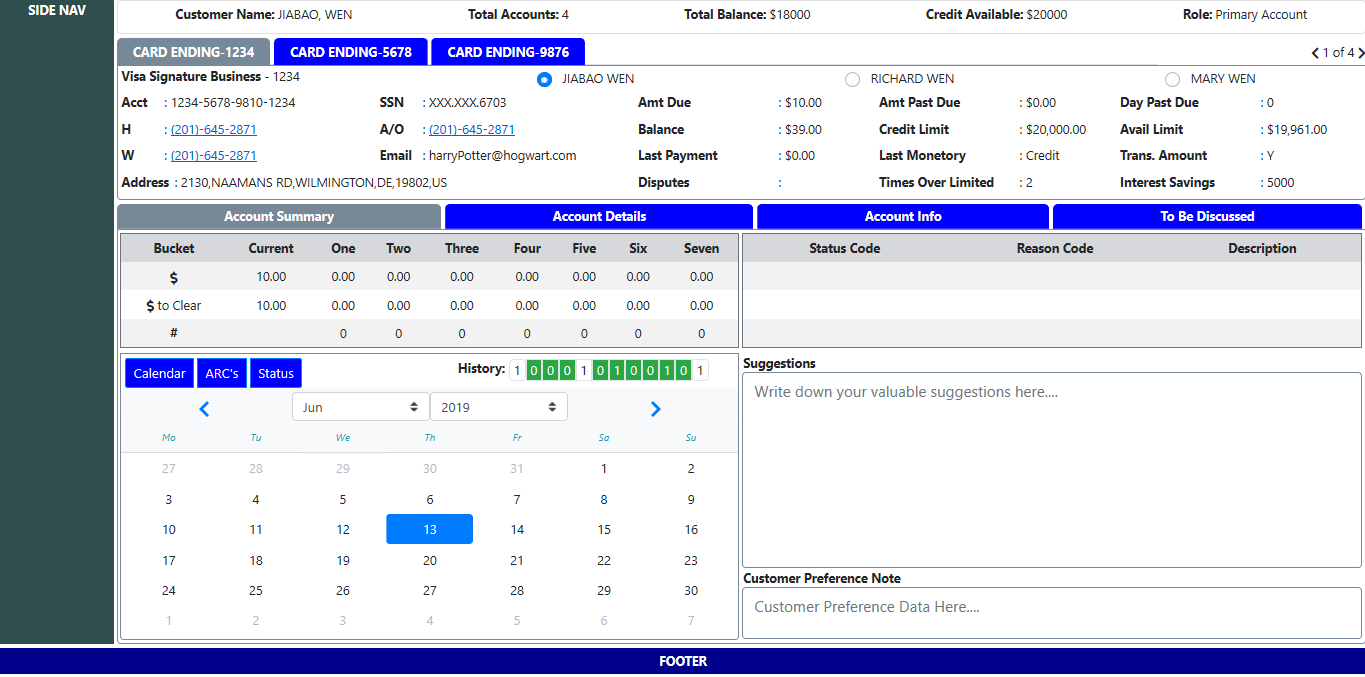 SIDE NAV
Customer Name: JIABAO, WEN Total Accounts: 4 Total Balance: $18000 Credit Available: $20000 Role: Primary Account
CARD ENDING-1234 CARD ENDING-5678 CARD ENDING-9876 1 of 4
Visa Signature Business - 1234 JIABAO WEN RICHARD WEN MARY WEN
Acct : 1234-5678-9810-1234 SSN : XXX.XXX.6703 Amt Due : $10.00 Amt Past Due : $0.00 Day Past Due : 0
H : (201)-645-2871 A/O : (201)-645-2871 Balance : $39.00 Credit Limit : $20,000.00 Avail Limit : $19,961.00
W : (201)-645-2871 Email : harryPotter@hogwart.com Last Payment : $0.00 Last Monetory : Credit Trans. Amount : Y
Address : 2130,NAAMANS RD,WILMINGTON,DE,19802,US Disputes : Times Over Limited : 2 Interest Savings : 5000
Account Summary Account Details Account Info To Be Discussed
Bucket Current One Two Three Four Five Six Seven Status Code Reason Code Description
$ 10.00 0.00 0.00 0.00 0.00 0.00 0.00 0.00
$ to Clear 10.00 0.00 0.00 0.00 0.00 0.00 0.00 0.00
# 0 0 0 0 0 0 0
Calendar ARC's Status History: 1 0 0 0 1 0 1 0 0 1 0 1
Suggestions
Write down your valuable suggestions here....
Jun 2019
Mo Tu We Th Fr Sa Su
27 28 29 30 31 1 2
3 4 5 6 7 8 9
10 11 12 13 14 15 16
17 18 19 20 21 22 23
24 25 26 27 28 29 30
1 2 3 4 5 6 7
Customer Preference Note
Customer Preference Data Here....
FOOTER